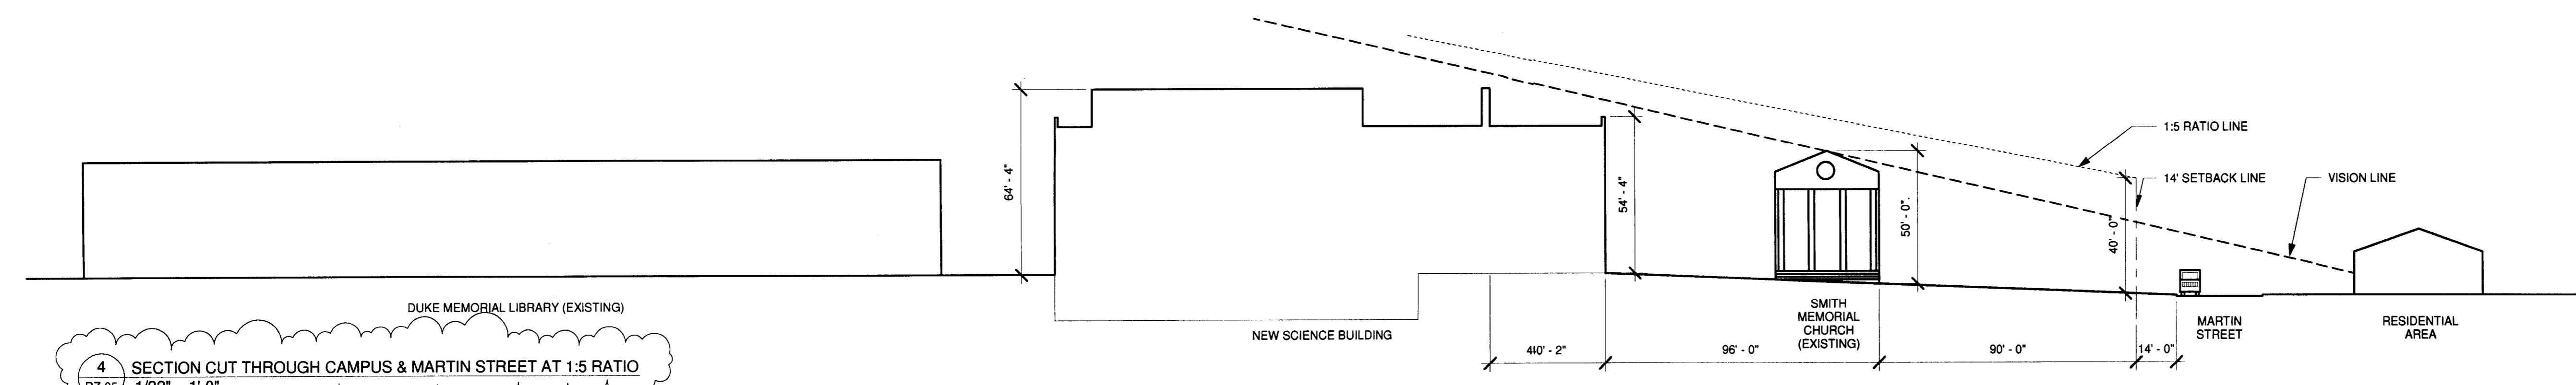 1:5 RATIO LINE
14' SETBACK LINE
VISION LINE
64' - 4"
54' - 4"
50' - 0".
40' - 0"
DUKE MEMORIAL LIBRARY (EXISTING)
NEW SCIENCE BUILDING
SMITH
MEMORIAL
CHURCH
(EXISTING)
MARTIN
STREET
RESIDENTIAL
AREA
96' - 0"
90' - 0"
14' - 0"
4
SECTION CUT THROUGH CAMPUS & MARTIN STREET AT 1:5 RATIO